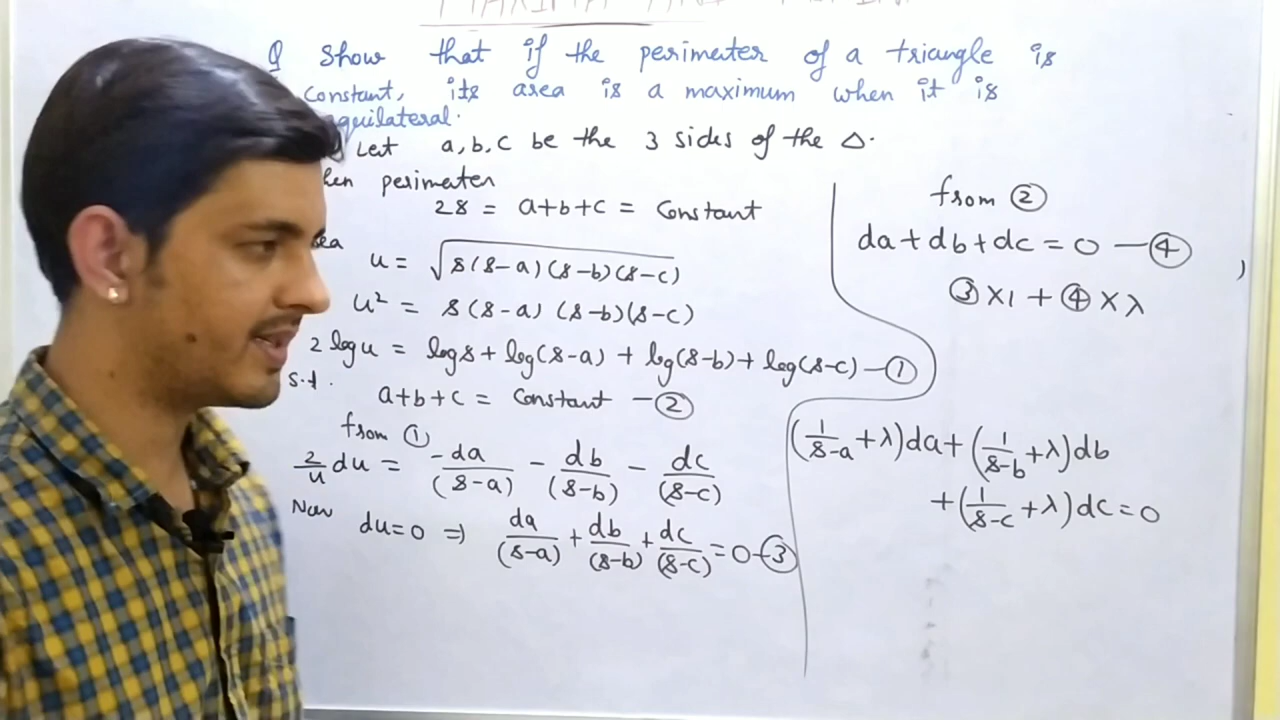 Q Show that if the perimeter of a triangle is
constant, its area is a maximum when it is
equilateral.
Let a, b, c be the 3 sides of the Δ.
perimeter
2s = a+b+c = Constant
u = √s(s-a)(s-b)(s-c)
u² = s(s-a)(s-b)(s-c)
2 log u = log s + log(s-a) + log(s-b) + log(s-c) — ①
s.t.
a+b+c = Constant — ②
from ①
2/u du = -da/(s-a) - db/(s-b) - dc/(s-c)
Now
du=0 ⇒ da/(s-a) + db/(s-b) + dc/(s-c) = 0 — ③
from ②
da+db+dc = 0 — ④
③ x 1 + ④ x λ
(1/s-a + λ)da + (1/s-b + λ)db
+ (1/s-c + λ)dc = 0